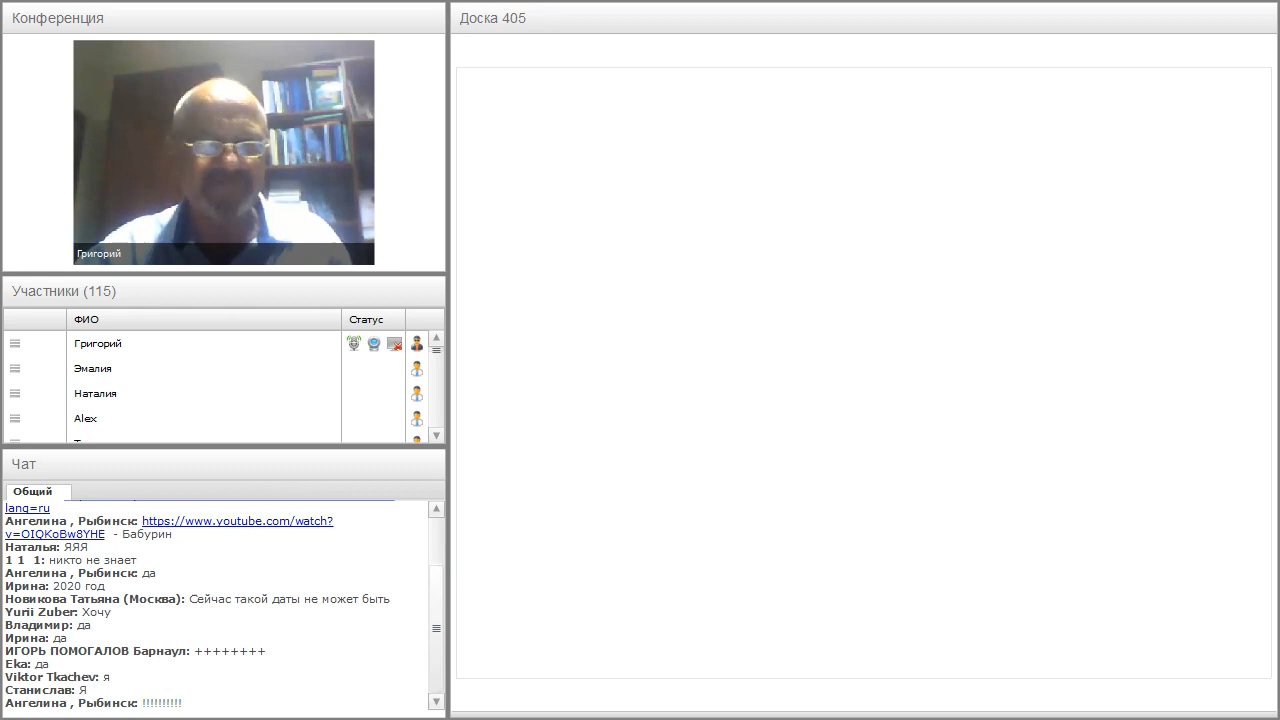 Конференция
Григорий
Участники (115)
ФИО Статус
Григорий
Эмалия
Наталия
Alex
Чат
Общий
lang=ru
Ангелина , Рыбинск: https://www.youtube.com/watch?
v=OIQKoBw8YHE - Бабурин
Наталья: ЯЯЯ
1 1 1: никто не знает
Ангелина , Рыбинск: да
Ирина: 2020 год
Новикова Татьяна (Москва): Сейчас такой даты не может быть
Yurii Zuber: Хочу
Владимир: да
Ирина: да
ИГОРЬ ПОМОГАЛОВ Барнаул: ++++++++
Eka: да
Viktor Tkachev: я
Станислав: Я
Ангелина , Рыбинск: !!!!!!!!!!
Доска 405